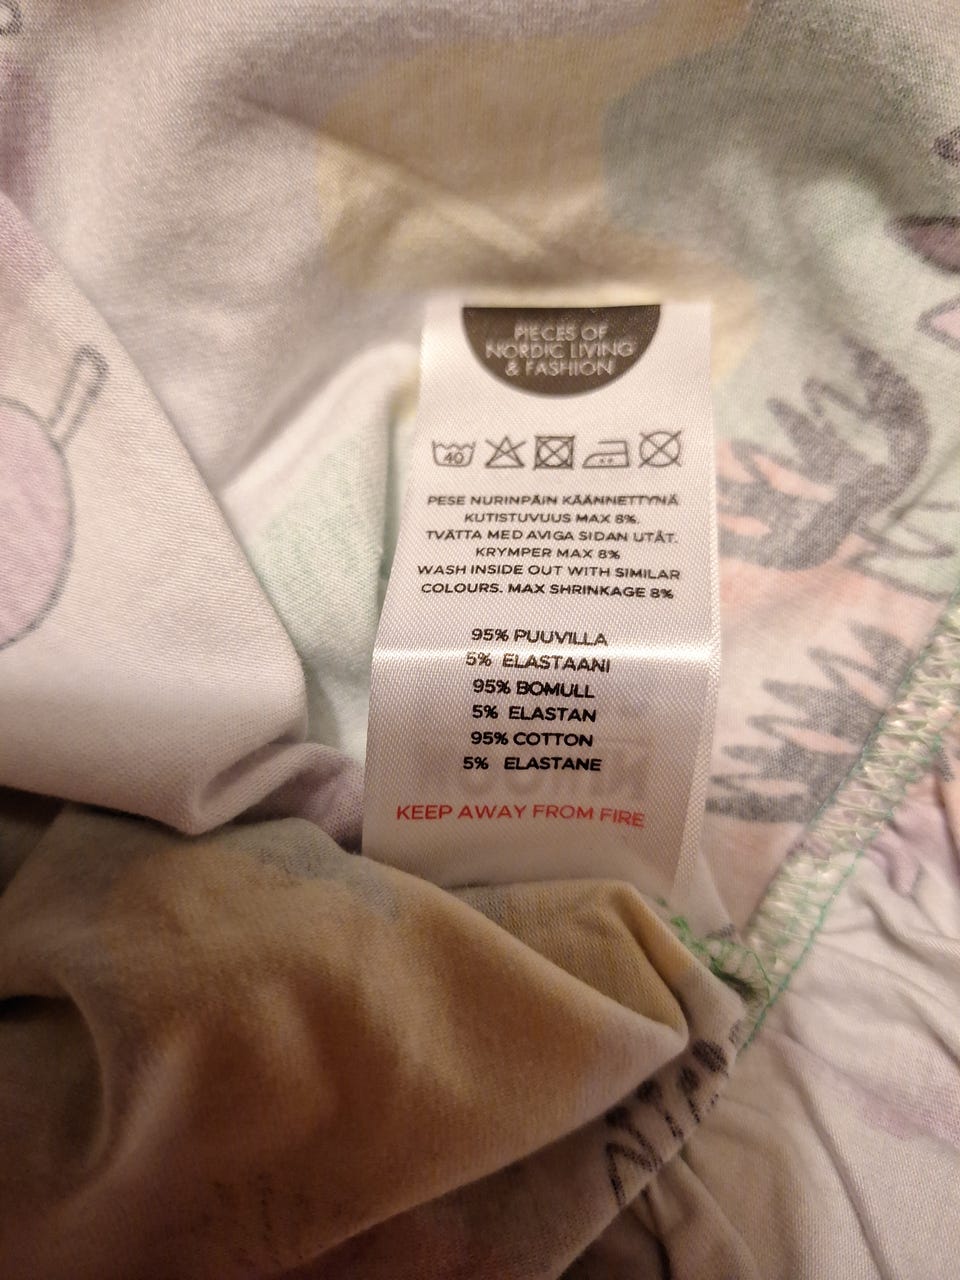 PIECES OF
NORDIC LIVING
& FASHION
40
PESE NURINPÄIN KÄÄNNETTYNÄ
KUTISTUVUUS MAX 8%.
TVÄTTA MED AVIGA SIDAN UTÅT.
KRYMPER MAX 8%
WASH INSIDE OUT WITH SIMILAR
COLOURS. MAX SHRINKAGE 8%
95% PUUVILLA
5% ELASTAANI
95% BOMULL
5% ELASTAN
95% COTTON
5% ELASTANE
KEEP AWAY FROM FIRE